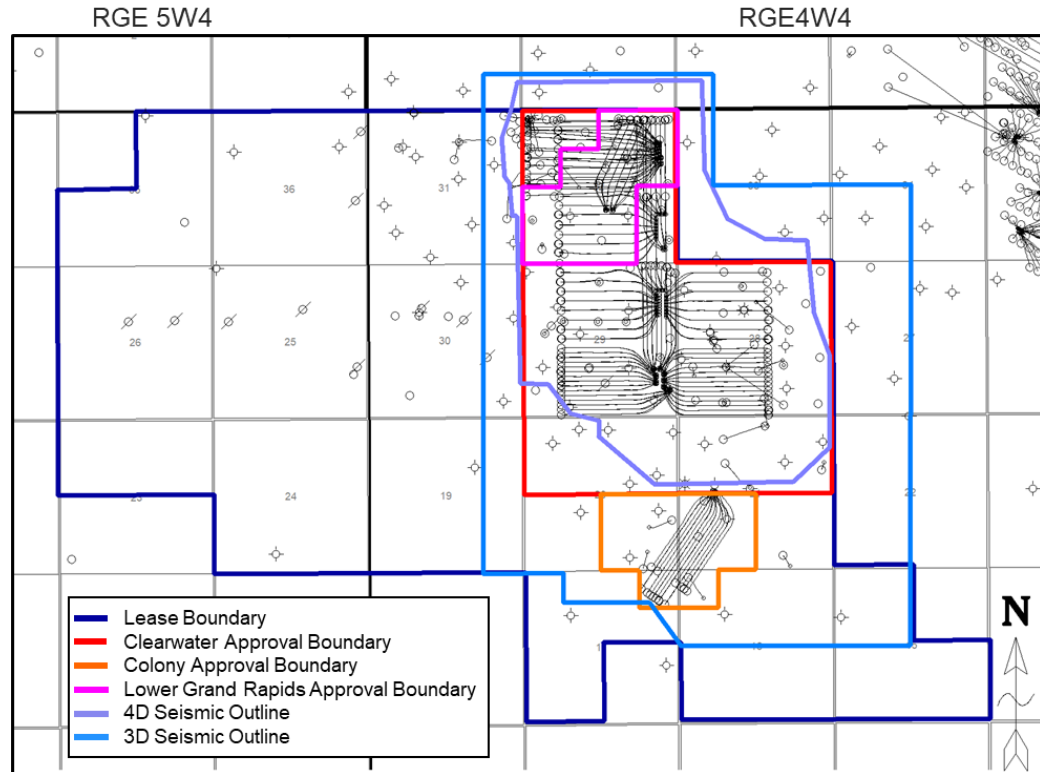 RGE 5W4
RGE4W4
36
31
26
25
30
29
27
24
19
Lease Boundary
Clearwater Approval Boundary
Colony Approval Boundary
Lower Grand Rapids Approval Boundary
4D Seismic Outline
3D Seismic Outline
N